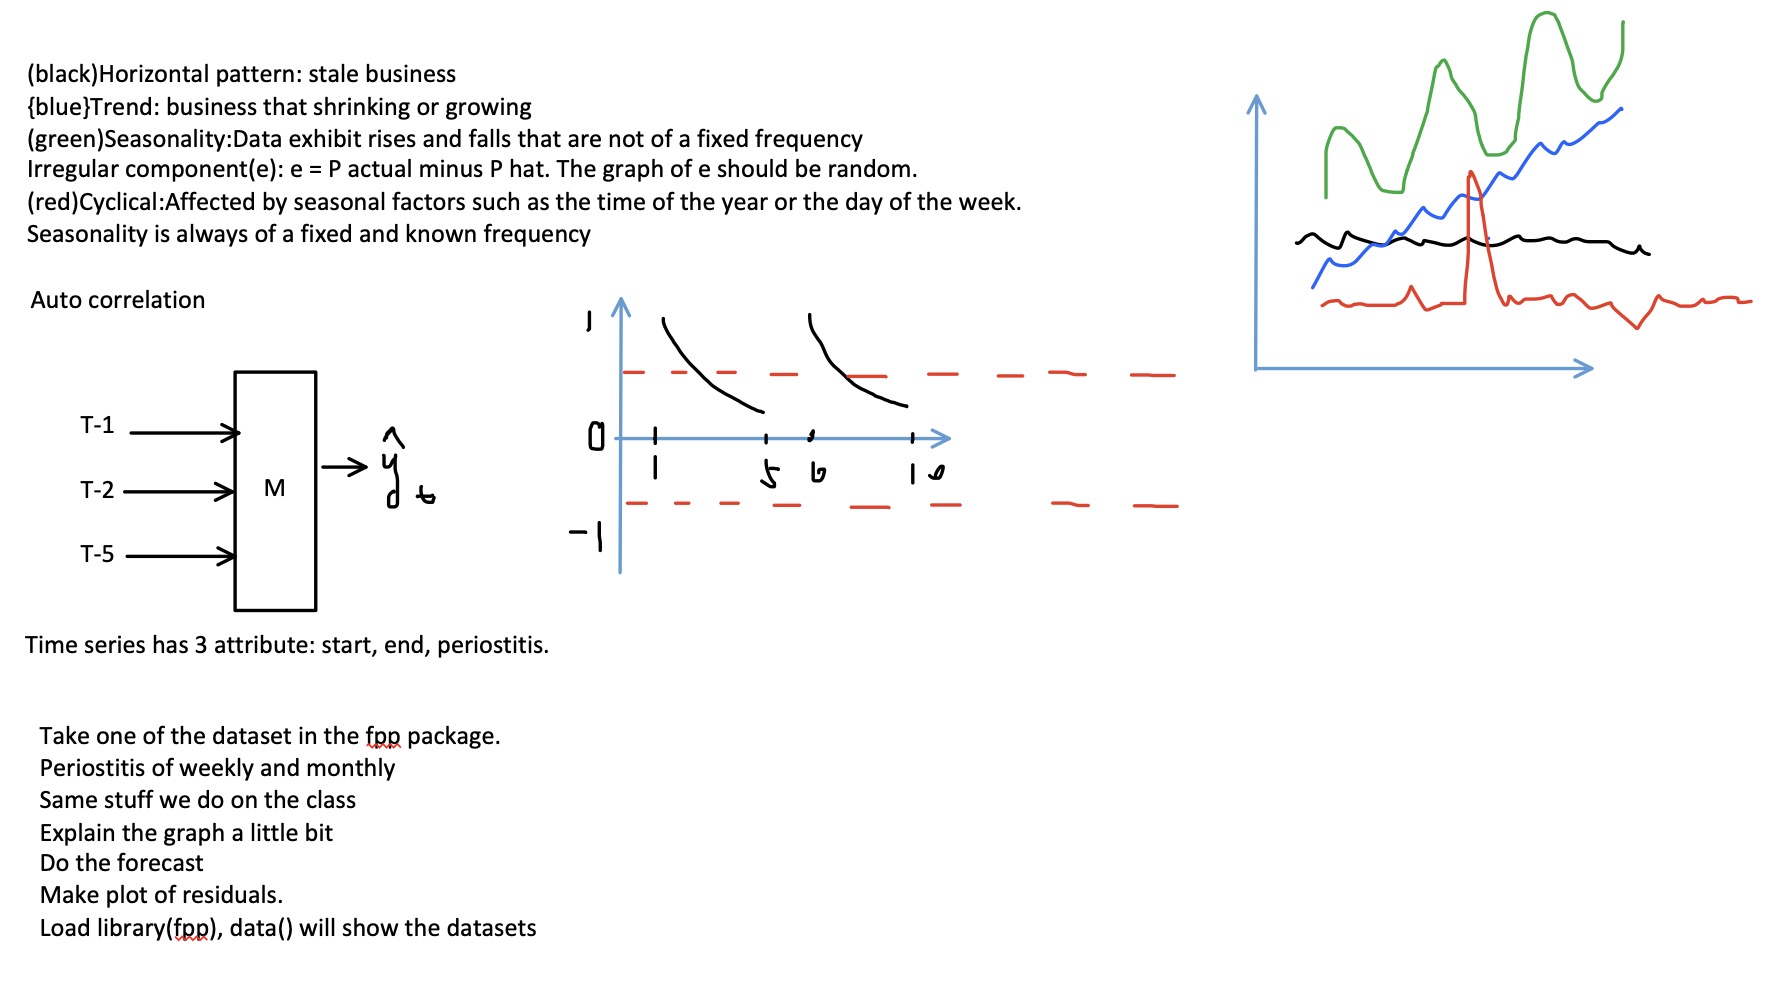 (black)Horizontal pattern: stale business
{blue}Trend: business that shrinking or growing
(green)Seasonality:Data exhibit rises and falls that are not of a fixed frequency
Irregular component(e): e = P actual minus P hat. The graph of e should be random.
(red)Cyclical:Affected by seasonal factors such as the time of the year or the day of the week.
Seasonality is always of a fixed and known frequency
Auto correlation
T-1
T-2
T-5
M
ŷ t
1
0
-1
1 5 6 10
Time series has 3 attribute: start, end, periostitis.
Take one of the dataset in the fpp package.
Periostitis of weekly and monthly
Same stuff we do on the class
Explain the graph a little bit
Do the forecast
Make plot of residuals.
Load library(fpp), data() will show the datasets